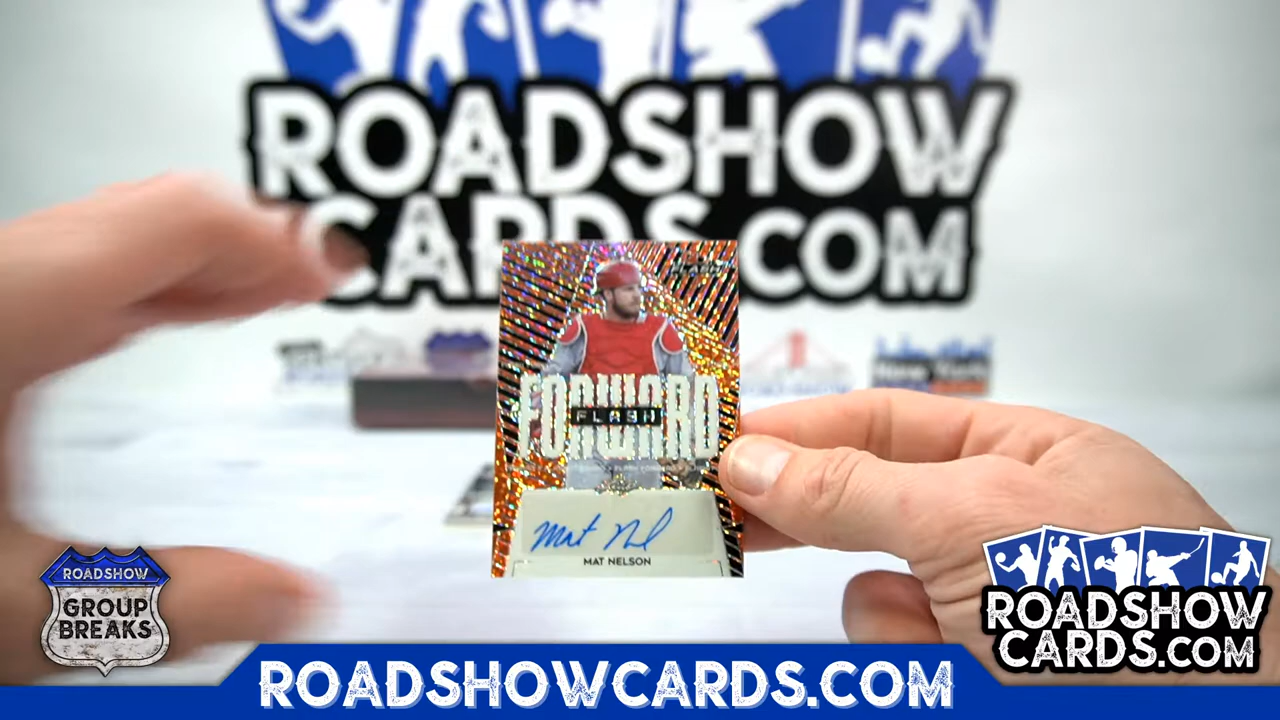 ROADSHOW
CARDS.COM
FORWARD
FLASH
Mat Nel
MAT NELSON
ROADSHOW
GROUP
BREAKS
ROADSHOW
CARDS.COM
ROADSHOWCARDS.COM